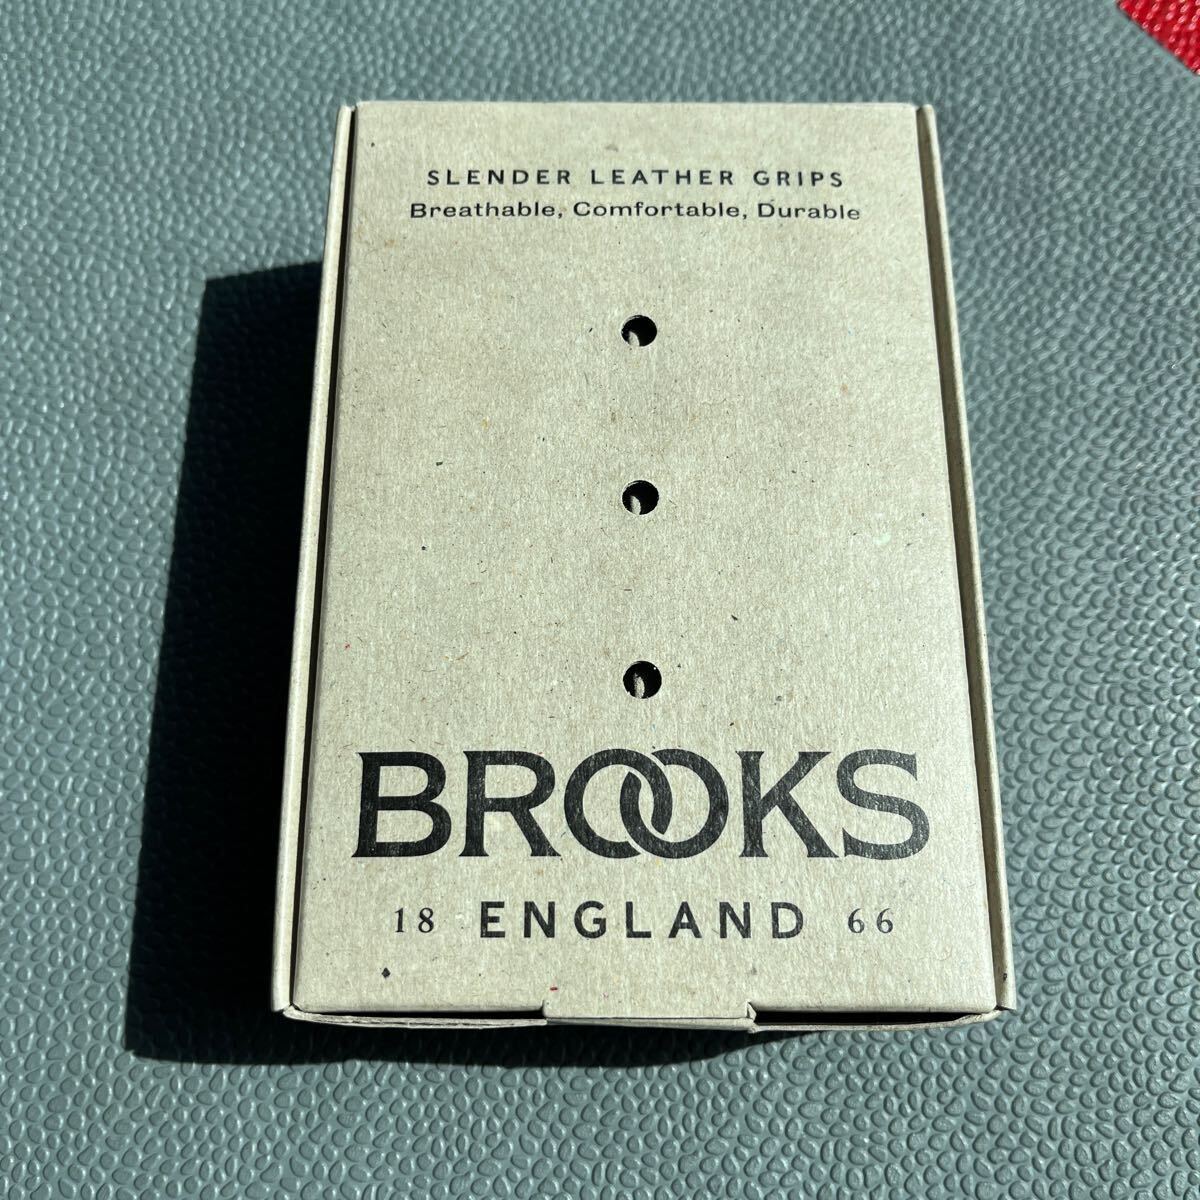 SLENDER LEATHER GRIPS
Breathable, Comfortable, Durable
BROOKS
18 ENGLAND 66